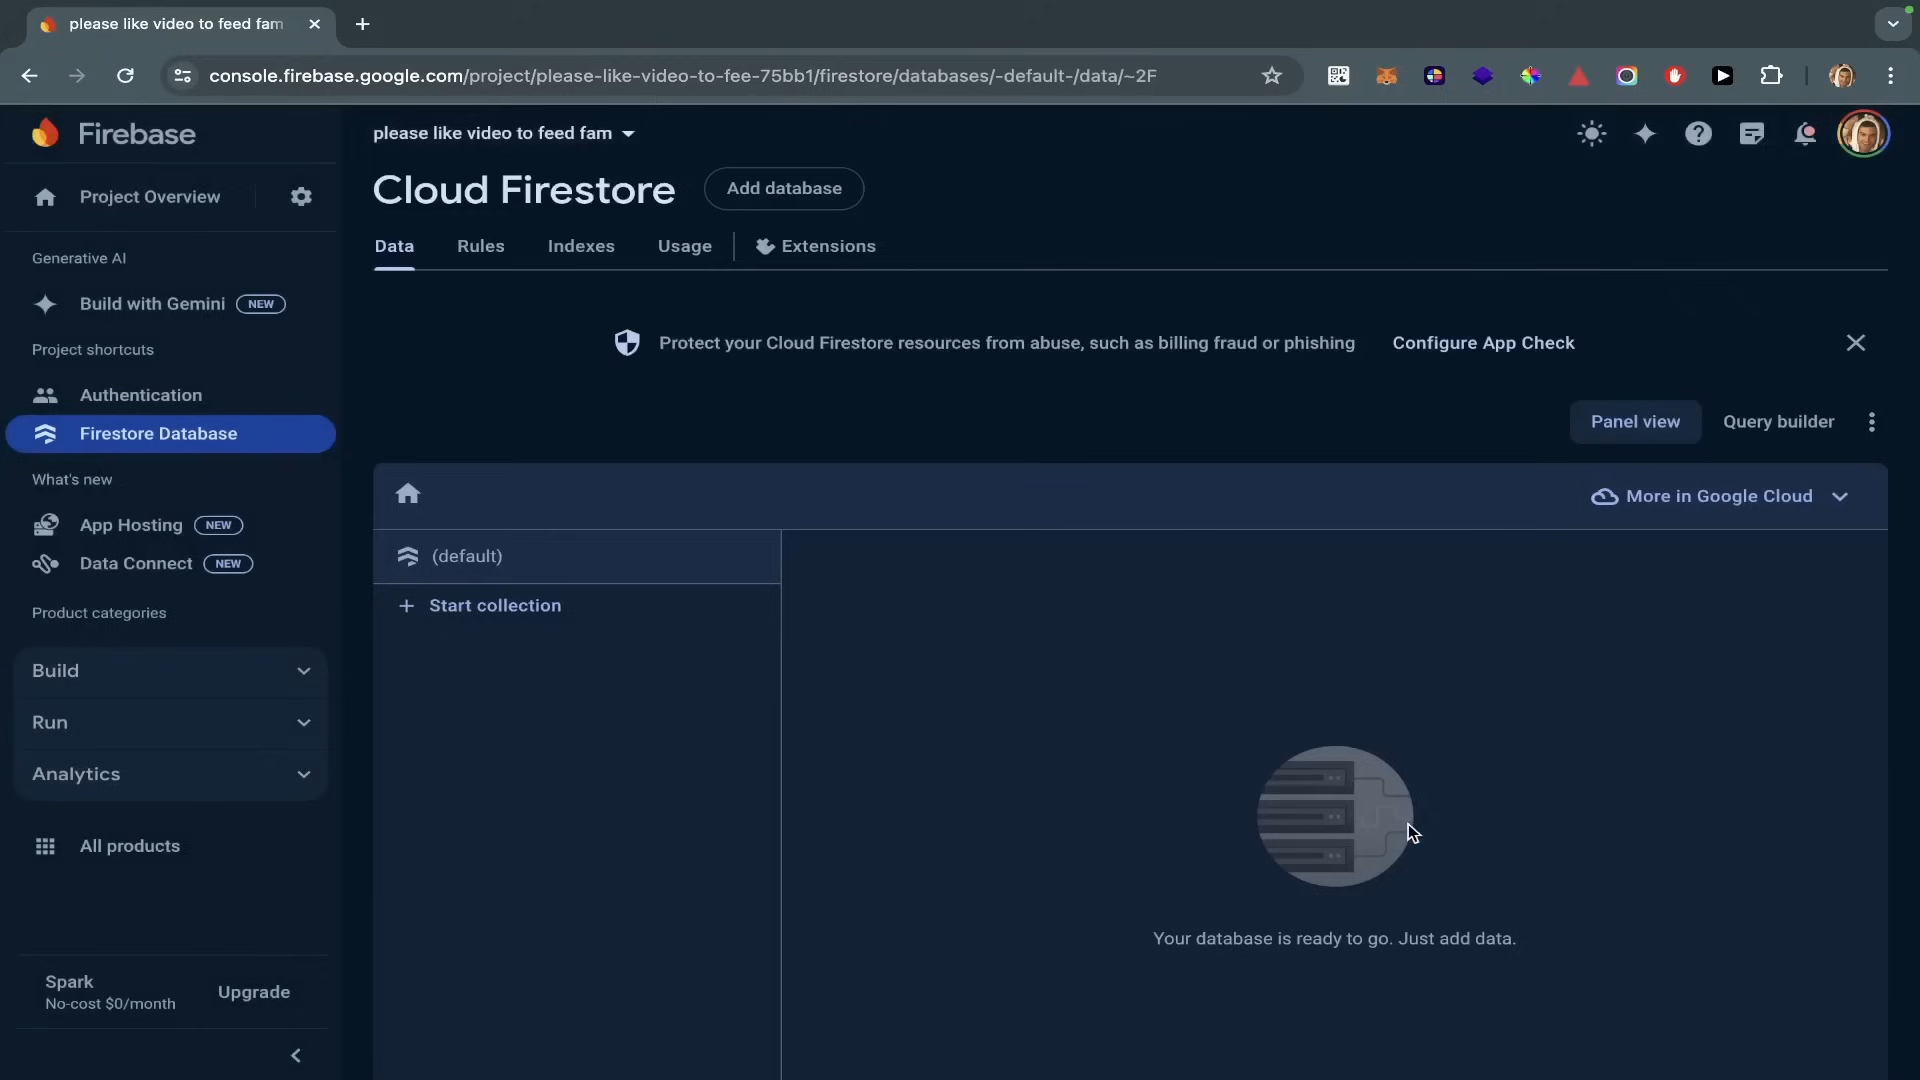 please like video to feed fam
console.firebase.google.com/project/please-like-video-to-fee-75bb1/firestore/databases/-default-/data/~2F
Firebase
please like video to feed fam
Project Overview
Cloud Firestore
Add database
Data
Rules
Indexes
Usage
Extensions
Generative AI
Build with Gemini
NEW
Project shortcuts
Protect your Cloud Firestore resources from abuse, such as billing fraud or phishing
Configure App Check
Authentication
Firestore Database
Panel view
Query builder
What's new
App Hosting
NEW
Data Connect
NEW
More in Google Cloud
(default)
Start collection
Product categories
Build
Run
Analytics
All products
Your database is ready to go. Just add data.
Spark
No-cost $0/month
Upgrade